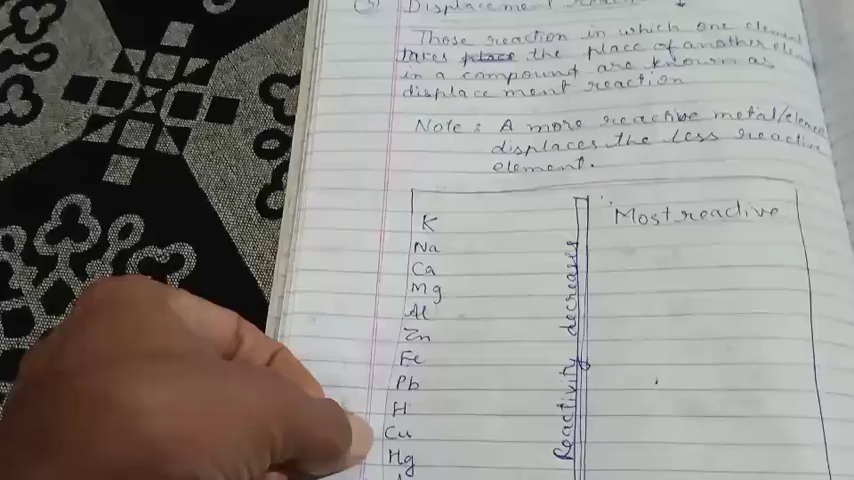 (3) Displacement
Those reaction in which one element
takes place the place of another
in a compound are known as
displacement reaction
Note : A more reactive metal/element
displaces the less reactive
element.
K
Most reactive
Na
Ca
Mg
Al
Zn
Fe
Pb
H
Cu
Hg
Reactivity decreases